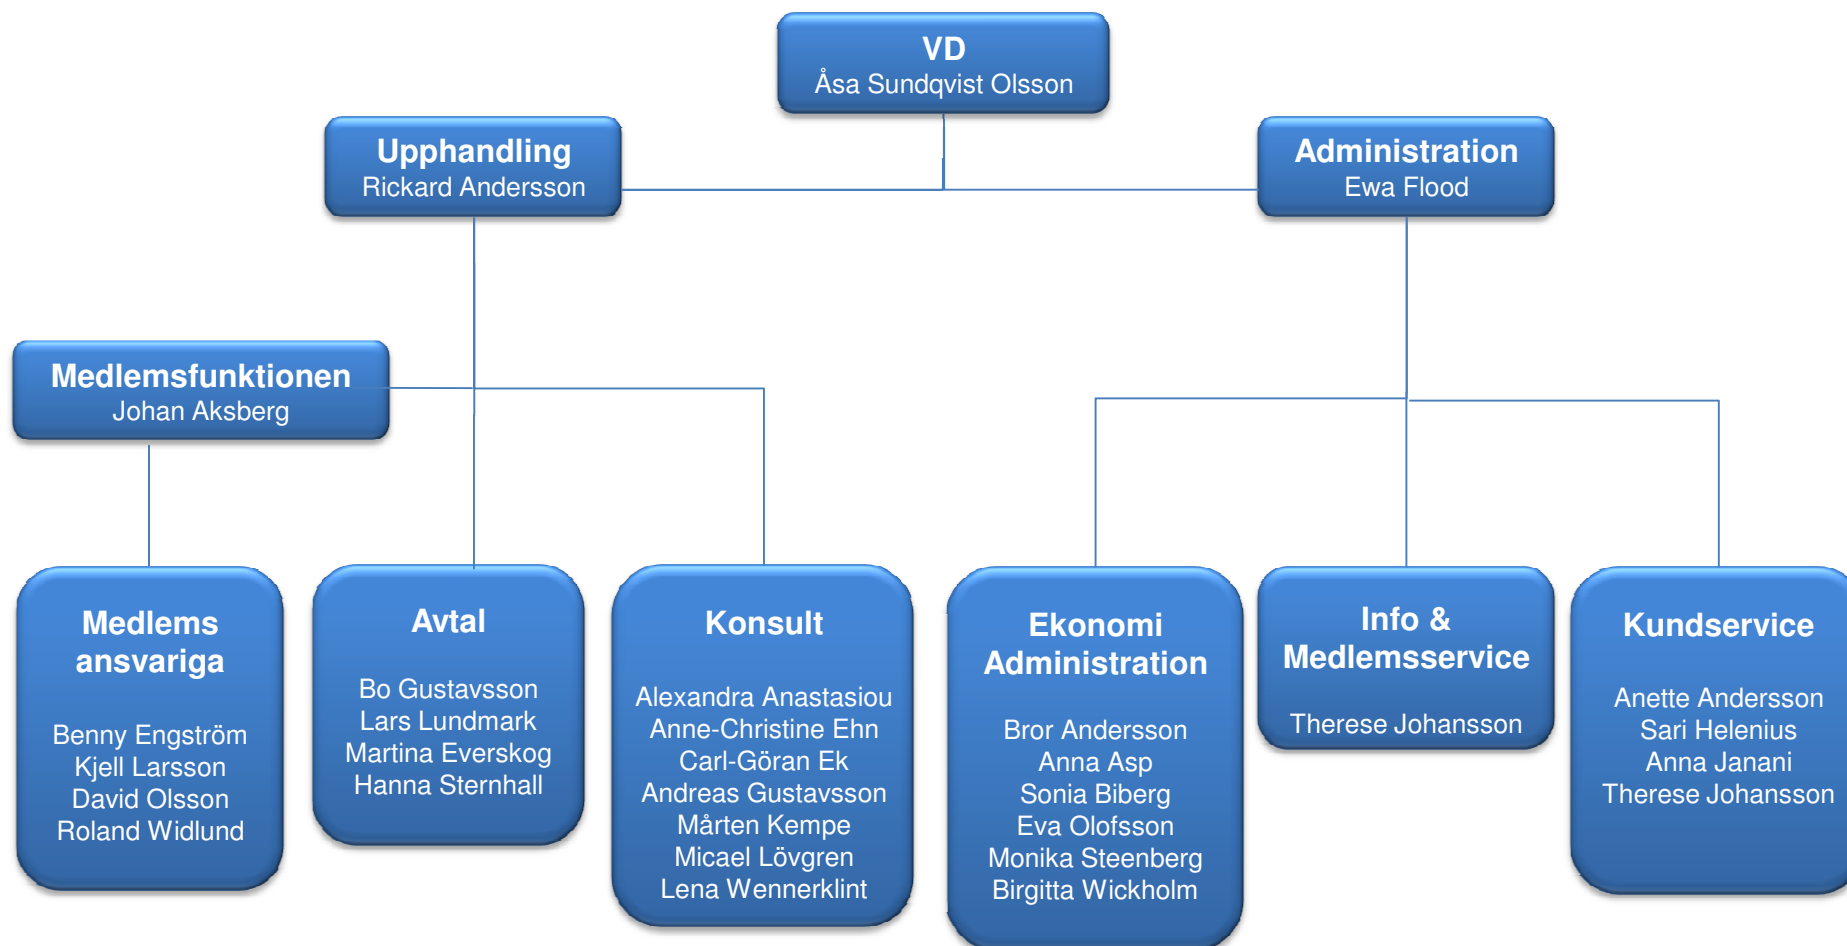 VD
Åsa Sundqvist Olsson
Upphandling
Rickard Andersson
Administration
Ewa Flood
Medlemsfunktionen
Johan Aksberg
Medlems
ansvariga
Benny Engström
Kjell Larsson
David Olsson
Roland Widlund
Avtal
Bo Gustavsson
Lars Lundmark
Martina Everskog
Hanna Sternhall
Konsult
Alexandra Anastasiou
Anne-Christine Ehn
Carl-Göran Ek
Andreas Gustavsson
Mårten Kempe
Micael Lövgren
Lena Wennerklint
Ekonomi
Administration
Bror Andersson
Anna Asp
Sonia Biberg
Eva Olofsson
Monika Steenberg
Birgitta Wickholm
Info &
Medlemsservice
Therese Johansson
Kundservice
Anette Andersson
Sari Helenius
Anna Janani
Therese Johansson